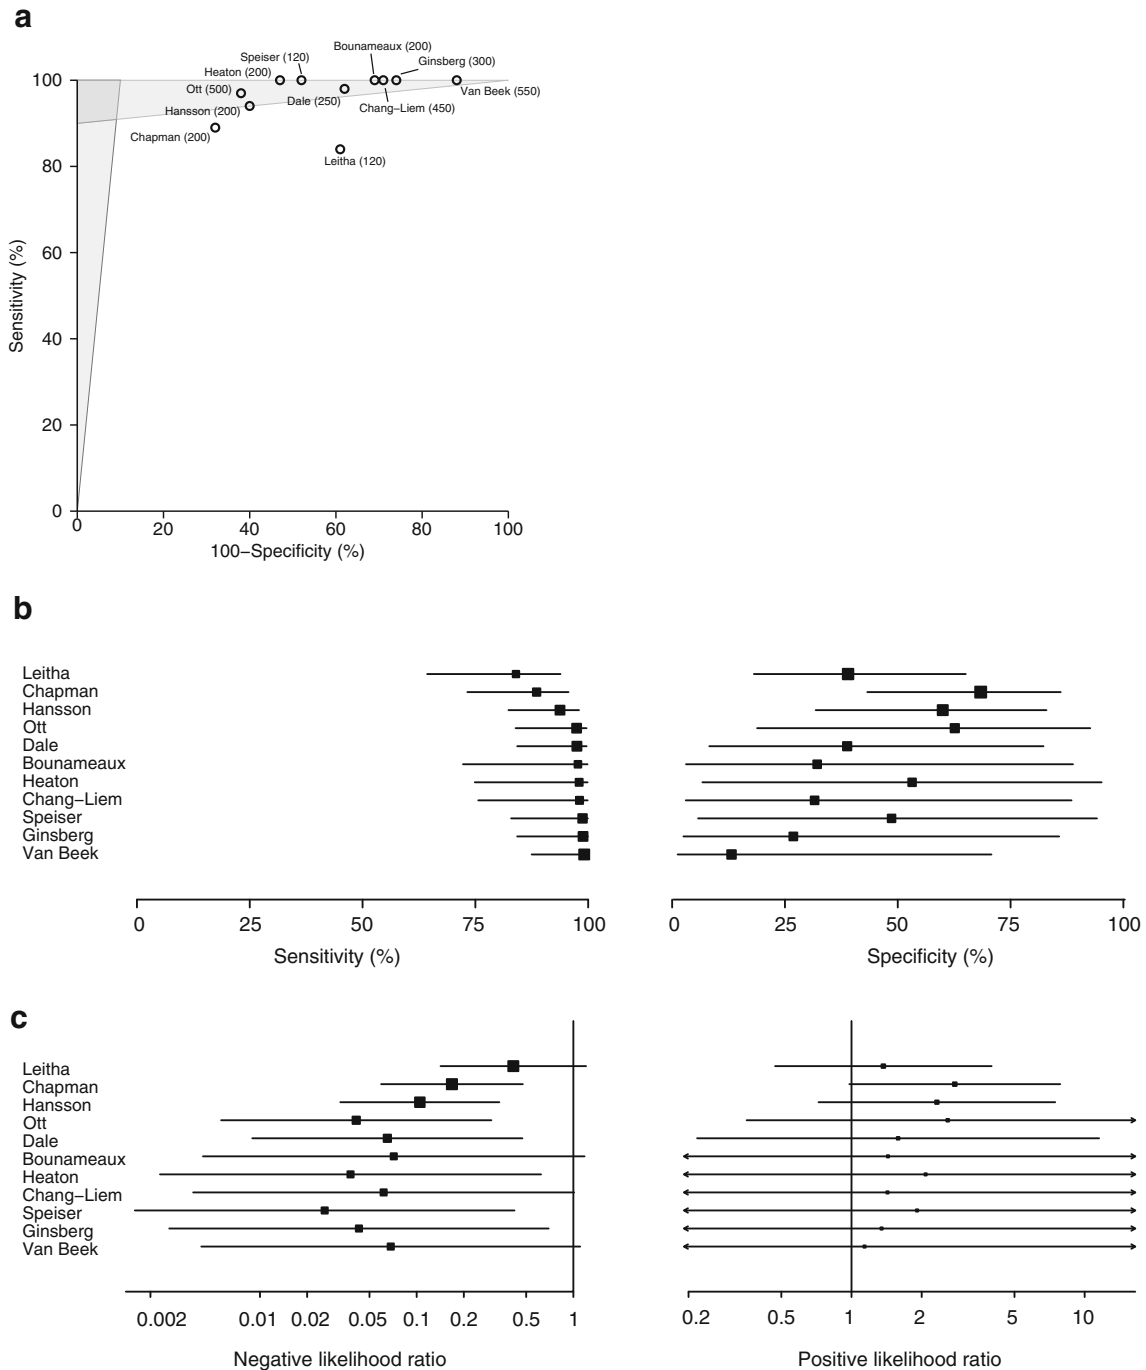 a
Bounameaux (200)
Speiser (120)
Ginsberg (300)
Heaton (200)
Ott (500)
Van Beek (550)
Dale (250)
Chang–Liem (450)
Hansson (200)
Chapman (200)
Leitha (120)
100
80
60
40
20
0
Sensitivity (%)
0 20 40 60 80 100
100–Specificity (%)
b
Leitha
Chapman
Hansson
Ott
Dale
Bounameaux
Heaton
Chang–Liem
Speiser
Ginsberg
Van Beek
0 25 50 75 100
Sensitivity (%)
0 25 50 75 100
Specificity (%)
c
Leitha
Chapman
Hansson
Ott
Dale
Bounameaux
Heaton
Chang–Liem
Speiser
Ginsberg
Van Beek
0.002 0.01 0.02 0.05 0.1 0.2 0.5 1
Negative likelihood ratio
0.2 0.5 1 2 5 10
Positive likelihood ratio